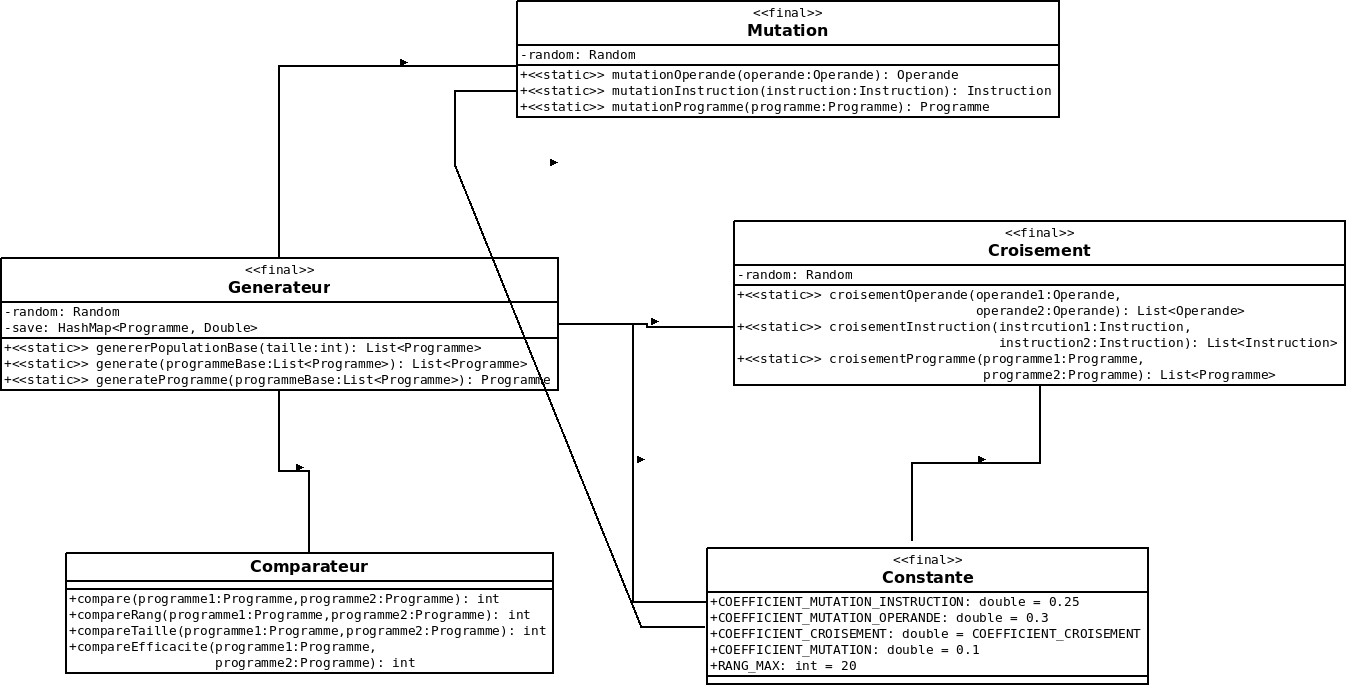 <<final>>
Mutation
-random: Random
+<<static>> mutationOperande(operande:Operande): Operande
+<<static>> mutationInstruction(instruction:Instruction): Instruction
+<<static>> mutationProgramme(programme:Programme): Programme
<<final>>
Croisement
-random: Random
+<<static>> croisementOperande(operande1:Operande,
operande2:Operande): List<Operande>
+<<static>> croisementInstruction(instrcution1:Instruction,
instruction2:Instruction): List<Instruction>
+<<static>> croisementProgramme(programme1:Programme,
programme2:Programme): List<Programme>
<<final>>
Generateur
-random: Random
-save: HashMap<Programme, Double>
+<<static>> genererPopulationBase(taille:int): List<Programme>
+<<static>> generate(programmeBase:List<Programme>): List<Programme>
+<<static>> generateProgramme(programmeBase:List<Programme>): Programme
Comparateur
+compare(programme1:Programme,programme2:Programme): int
+compareRang(programme1:Programme,programme2:Programme): int
+compareTaille(programme1:Programme,programme2:Programme): int
+compareEfficacite(programme1:Programme,
programme2:Programme): int
<<final>>
Constante
+COEFFICIENT_MUTATION_INSTRUCTION: double = 0.25
+COEFFICIENT_MUTATION_OPERANDE: double = 0.3
+COEFFICIENT_CROISEMENT: double = COEFFICIENT_CROISEMENT
+COEFFICIENT_MUTATION: double = 0.1
+RANG_MAX: int = 20